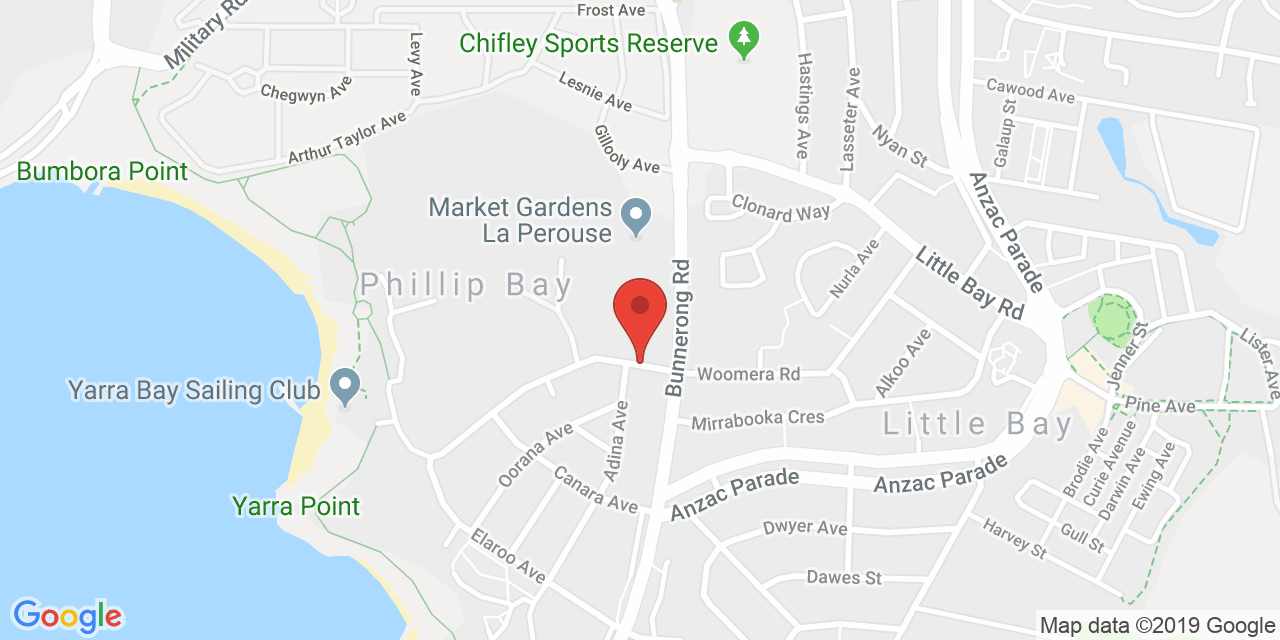 Frost Ave
Military Rd
Levy Ave
Chifley Sports Reserve
Hastings Ave
Lasseter Ave
Cawood Ave
Chegwyn Ave
Lesnie Ave
Galaup St
Arthur Taylor Ave
Gillooly Ave
Nyan St
Bumbora Point
Anzac Parade
Market Gardens
La Perouse
Clonard Way
Little Bay Rd
Nurla Ave
Phillip Bay
Bunnerong Rd
Yarra Bay Sailing Club
Woomera Rd
Alkoo Ave
Jenner St
Lister Ave
Pine Ave
Mirrabooka Cres
Little Bay
Oorana Ave
Adina Ave
Canara Ave
Anzac Parade
Anzac Parade
Brodie Ave
Curie Avenue
Darwin Ave
Ewing Ave
Yarra Point
Elaroo Ave
Dwyer Ave
Harvey St
Gull St
Dawes St
Google
Map data ©2019 Google